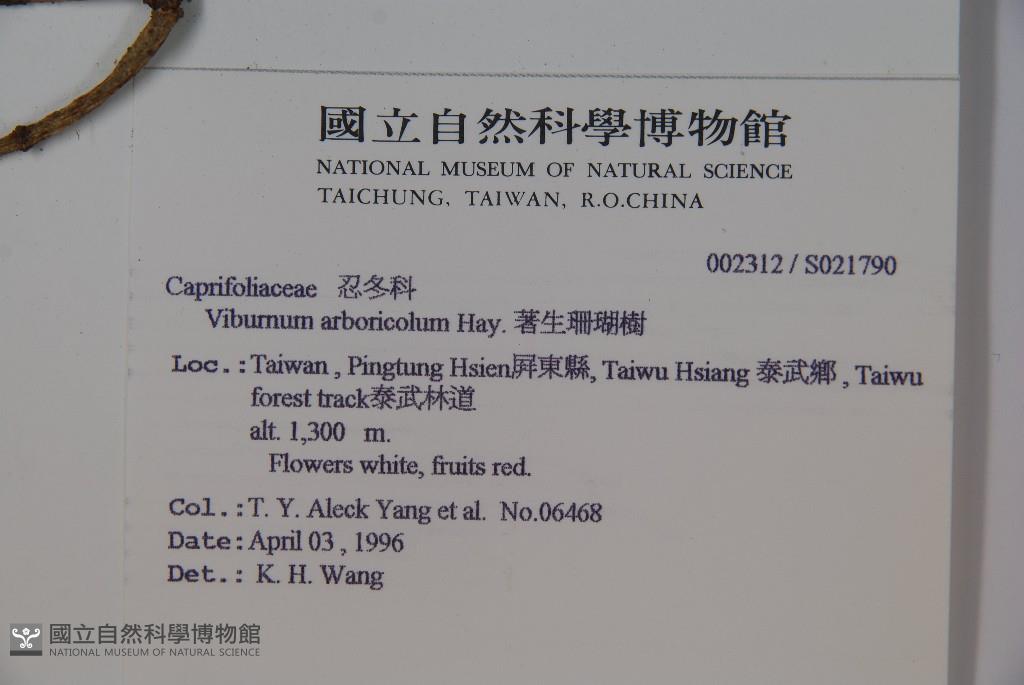 國立自然科學博物館
NATIONAL MUSEUM OF NATURAL SCIENCE
TAICHUNG, TAIWAN, R.O.CHINA
002312 / S021790
Caprifoliaceae 忍冬科
Viburnum arboricolum Hay. 著生珊瑚樹
Loc.:Taiwan , Pingtung Hsien屏東縣, Taiwu Hsiang 泰武鄉 , Taiwu
forest track泰武林道
alt. 1,300 m.
Flowers white, fruits red.
Col.:T. Y. Aleck Yang et al. No.06468
Date:April 03 , 1996
Det.: K. H. Wang
國立自然科學博物館
NATIONAL MUSEUM OF NATURAL SCIENCE